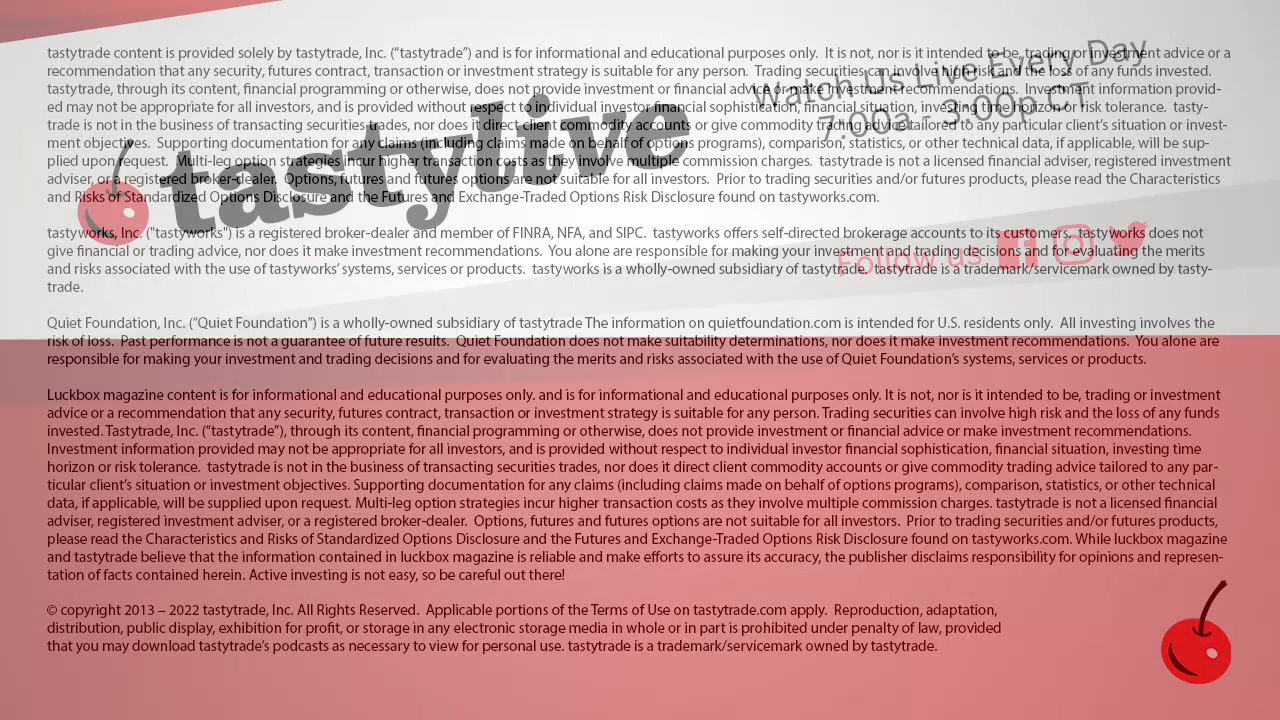 tastytrade content is provided solely by tastytrade, Inc. (“tastytrade”) and is for informational and educational purposes only.  It is not, nor is it intended to be, trading or investment advice or a
recommendation that any security, futures contract, transaction or investment strategy is suitable for any person.  Trading securities can involve high risk and the loss of any funds invested.
tastytrade, through its content, financial programming or otherwise, does not provide investment or financial advice or make investment recommendations.  Investment information provid-
ed may not be appropriate for all investors, and is provided without respect to individual investor financial sophistication, financial situation, investing time horizon or risk tolerance.  tasty-
trade is not in the business of transacting securities trades, nor does it direct client commodity accounts or give commodity trading advice tailored to any particular client’s situation or invest-
ment objectives.  Supporting documentation for any claims (including claims made on behalf of options programs), comparison, statistics, or other technical data, if applicable, will be sup-
plied upon request.  Multi-leg option strategies incur higher transaction costs as they involve multiple commission charges.  tastytrade is not a licensed financial adviser, registered investment
adviser, or a registered broker-dealer.  Options, futures and futures options are not suitable for all investors.  Prior to trading securities and/or futures products, please read the Characteristics
and Risks of Standardized Options Disclosure and the Futures and Exchange-Traded Options Risk Disclosure found on tastyworks.com.
Watch Us Live Every Day
7:00a - 3:00p CT
tastylive
Follow us
tastyworks, Inc. ("tastyworks") is a registered broker-dealer and member of FINRA, NFA, and SIPC.  tastyworks offers self-directed brokerage accounts to its customers.  tastyworks does not
give financial or trading advice, nor does it make investment recommendations.  You alone are responsible for making your investment and trading decisions and for evaluating the merits
and risks associated with the use of tastyworks’ systems, services or products.  tastyworks is a wholly-owned subsidiary of tastytrade.  tastytrade is a trademark/servicemark owned by tasty-
trade.
Quiet Foundation, Inc. (“Quiet Foundation”) is a wholly-owned subsidiary of tastytrade The information on quietfoundation.com is intended for U.S. residents only.  All investing involves the
risk of loss.  Past performance is not a guarantee of future results.  Quiet Foundation does not make suitability determinations, nor does it make investment recommendations.  You alone are
responsible for making your investment and trading decisions and for evaluating the merits and risks associated with the use of Quiet Foundation’s systems, services or products.
Luckbox magazine content is for informational and educational purposes only. and is for informational and educational purposes only. It is not, nor is it intended to be, trading or investment
advice or a recommendation that any security, futures contract, transaction or investment strategy is suitable for any person. Trading securities can involve high risk and the loss of any funds
invested. Tastytrade, Inc. (“tastytrade”), through its content, financial programming or otherwise, does not provide investment or financial advice or make investment recommendations.
Investment information provided may not be appropriate for all investors, and is provided without respect to individual investor financial sophistication, financial situation, investing time
horizon or risk tolerance.  tastytrade is not in the business of transacting securities trades, nor does it direct client commodity accounts or give commodity trading advice tailored to any par-
ticular client’s situation or investment objectives. Supporting documentation for any claims (including claims made on behalf of options programs), comparison, statistics, or other technical
data, if applicable, will be supplied upon request. Multi-leg option strategies incur higher transaction costs as they involve multiple commission charges. tastytrade is not a licensed financial
adviser, registered investment adviser, or a registered broker-dealer.  Options, futures and futures options are not suitable for all investors.  Prior to trading securities and/or futures products,
please read the Characteristics and Risks of Standardized Options Disclosure and the Futures and Exchange-Traded Options Risk Disclosure found on tastyworks.com. While luckbox magazine
and tastytrade believe that the information contained in luckbox magazine is reliable and make efforts to assure its accuracy, the publisher disclaims responsibility for opinions and represen-
tation of facts contained herein. Active investing is not easy, so be careful out there!
© copyright 2013 – 2022 tastytrade, Inc. All Rights Reserved.  Applicable portions of the Terms of Use on tastytrade.com apply.  Reproduction, adaptation,
distribution, public display, exhibition for profit, or storage in any electronic storage media in whole or in part is prohibited under penalty of law, provided
that you may download tastytrade’s podcasts as necessary to view for personal use. tastytrade is a trademark/servicemark owned by tastytrade.